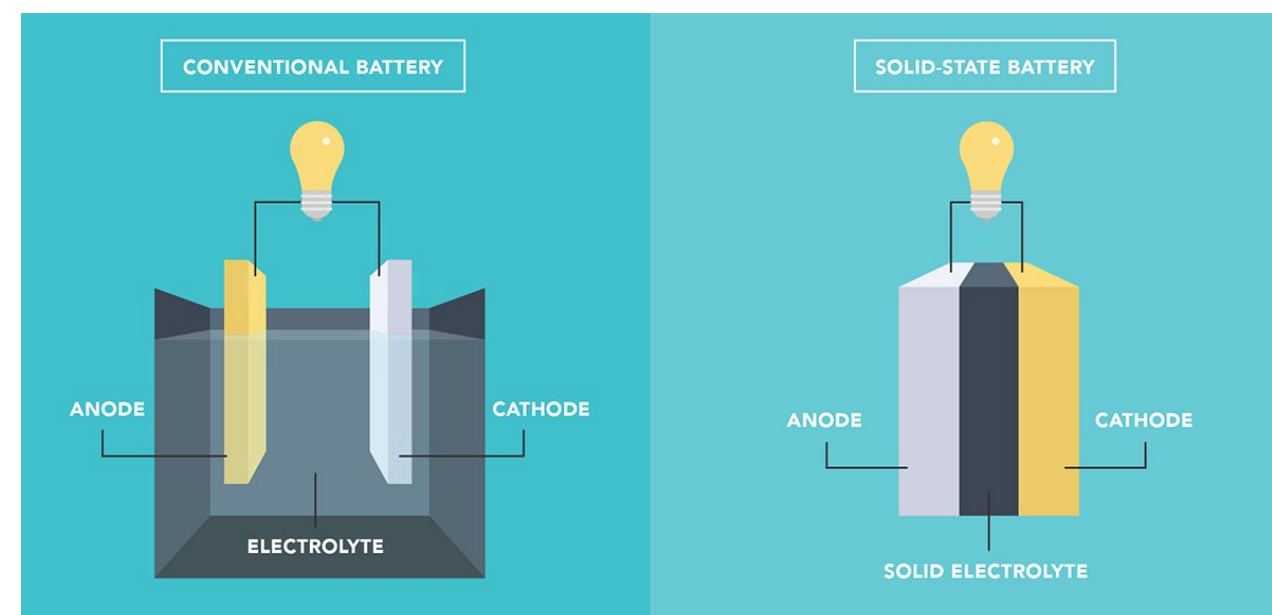 CONVENTIONAL BATTERY
ANODE
CATHODE
ELECTROLYTE
SOLID-STATE BATTERY
ANODE
CATHODE
SOLID ELECTROLYTE